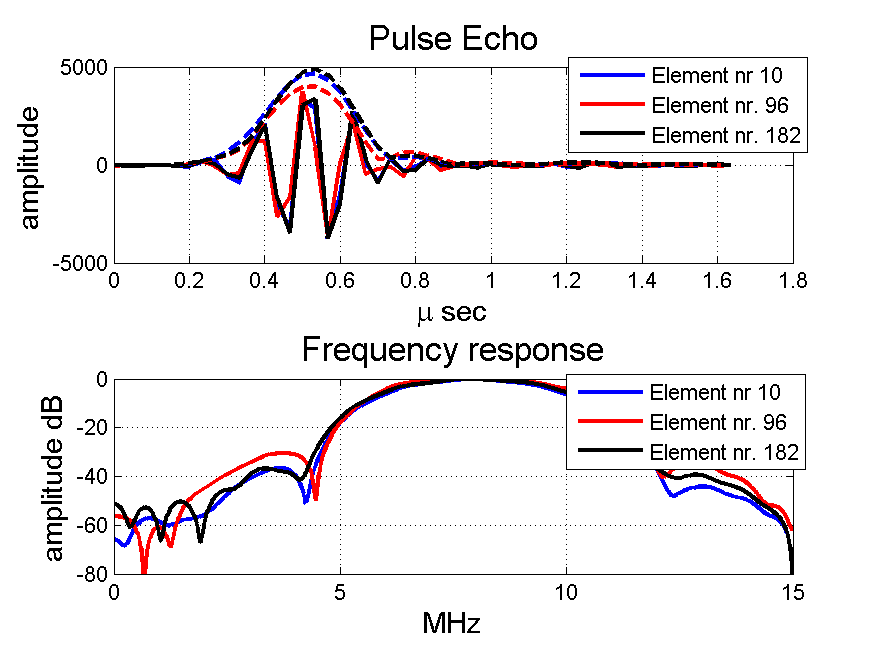 Pulse Echo
amplitude
5000
0
-5000
Element nr 10
Element nr. 96
Element nr. 182
0 0.2 0.4 0.6 0.8 1 1.2 1.4 1.6 1.8
μ sec
Frequency response
amplitude dB
0
-20
-40
-60
-80
Element nr 10
Element nr. 96
Element nr. 182
0 5 10 15
MHz